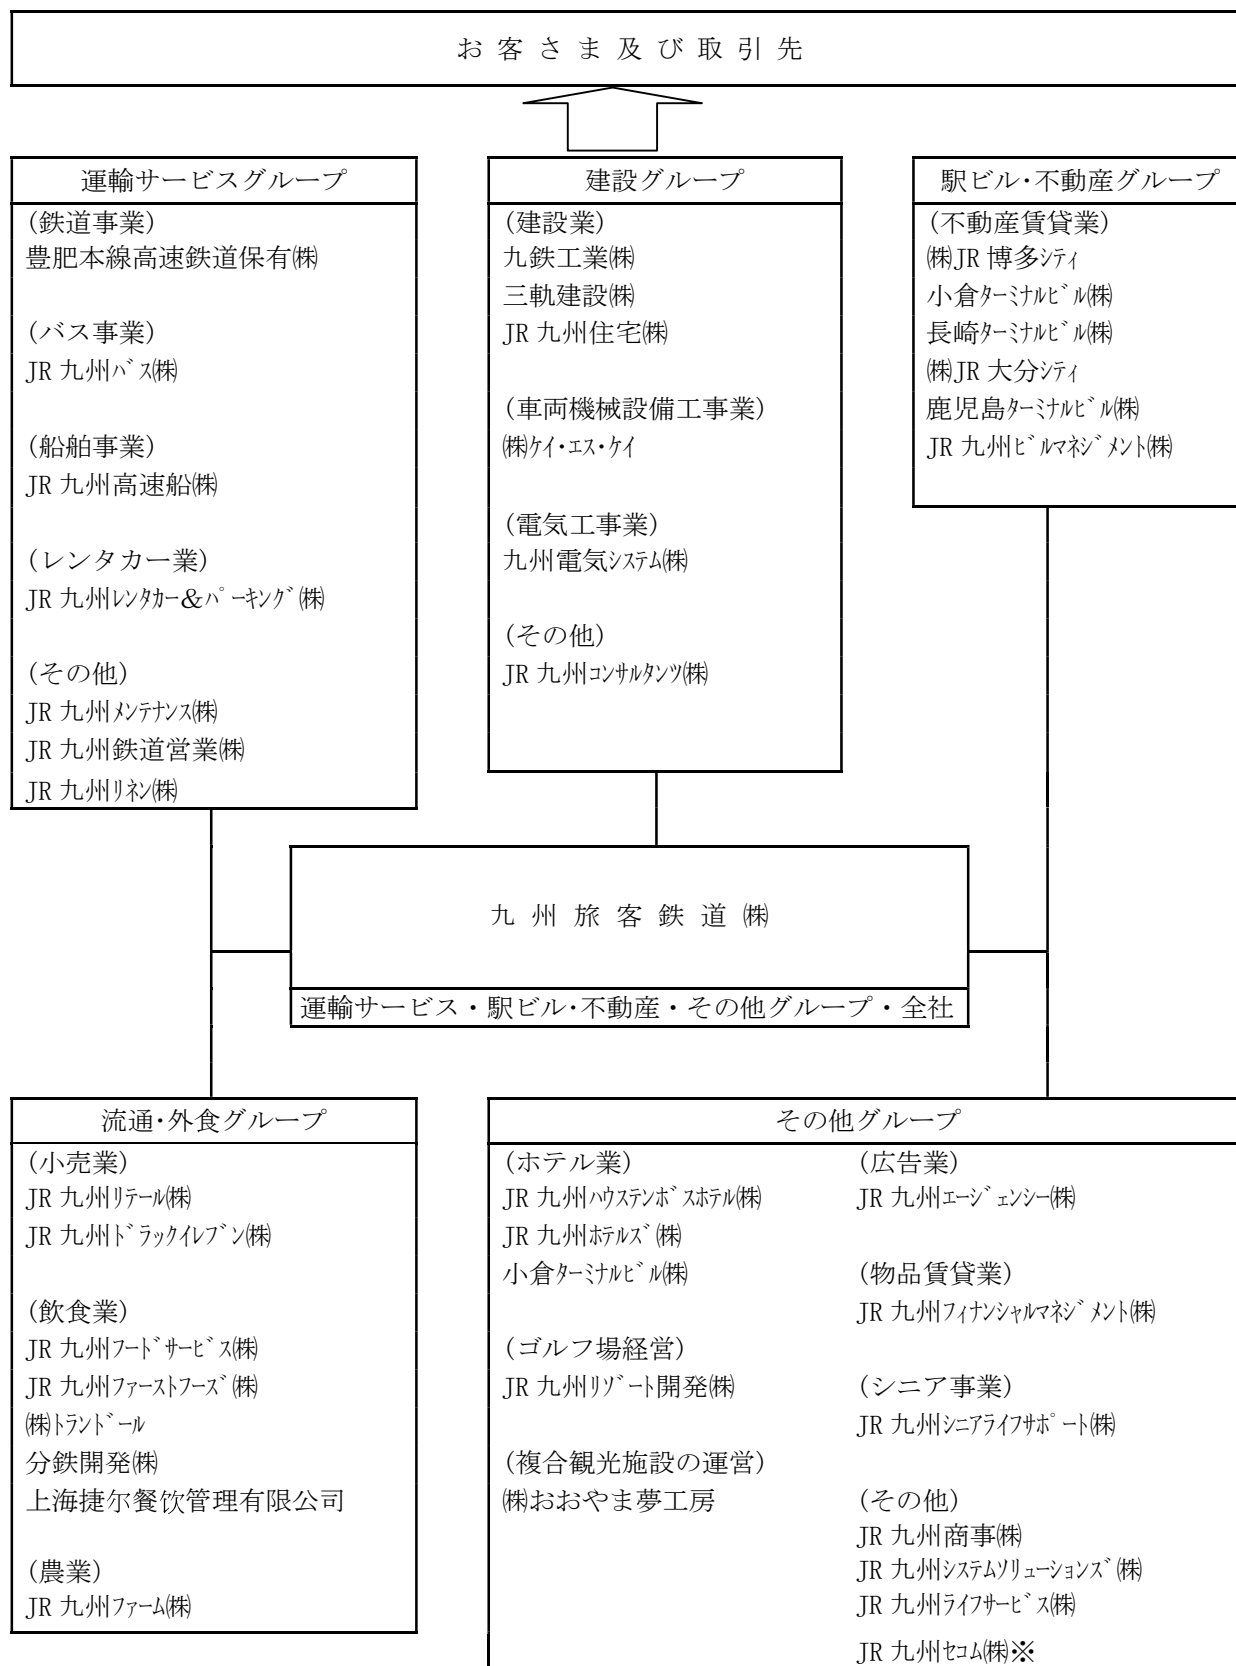 お客さま及び取引先
運輸サービスグループ
(鉄道事業)
豊肥本線高速鉄道保有㈱
(バス事業)
JR九州ﾊﾞｽ㈱
(船舶事業)
JR九州高速船㈱
(レンタカー業)
JR九州ﾚﾝﾀｶｰ&ﾊﾟｰｷﾝｸﾞ㈱
(その他)
JR九州ﾒﾝﾃﾅﾝｽ㈱
JR九州鉄道営業㈱
JR九州ﾘﾈﾝ㈱
建設グループ
(建設業)
九鉄工業㈱
三軌建設㈱
JR九州住宅㈱
(車両機械設備工事業)
㈱ｹｲ･ｴｽ･ｹｲ
(電気工事業)
九州電気ｼｽﾃﾑ㈱
(その他)
JR九州ｺﾝｻﾙﾀﾝﾂ㈱
駅ビル･不動産グループ
(不動産賃貸業)
㈱JR博多ｼﾃｨ
小倉ﾀｰﾐﾅﾙﾋﾞﾙ㈱
長崎ﾀｰﾐﾅﾙﾋﾞﾙ㈱
㈱JR大分ｼﾃｨ
鹿児島ﾀｰﾐﾅﾙﾋﾞﾙ㈱
JR九州ﾋﾞﾙﾏﾈｼﾞﾒﾝﾄ㈱
九州旅客鉄道㈱
運輸サービス・駅ビル･不動産・その他グループ・全社
流通･外食グループ
(小売業)
JR九州ﾘﾃｰﾙ㈱
JR九州ﾄﾞﾗｯｸﾞｲﾚﾌﾞﾝ㈱
(飲食業)
JR九州ﾌｰﾄﾞｻｰﾋﾞｽ㈱
JR九州ﾌｧｰｽﾄﾌｰｽﾞ㈱
㈱ﾄﾗﾝﾄﾞｰﾙ
分鉄開発㈱
上海捷尔餐饮管理有限公司
(農業)
JR九州ﾌｧｰﾑ㈱
その他グループ
(ホテル業)
JR九州ﾊｳｽﾃﾝﾎﾞｽﾎﾃﾙ㈱
JR九州ﾎﾃﾙｽﾞ㈱
小倉ﾀｰﾐﾅﾙﾋﾞﾙ㈱
(ゴルフ場経営)
JR九州ﾘｿﾞｰﾄ開発㈱
(複合観光施設の運営)
㈱おおやま夢工房
(広告業)
JR九州ｴｰｼﾞｪﾝｼｰ㈱
(物品賃貸業)
JR九州ﾌｨﾅﾝｼｬﾙﾏﾈｼﾞﾒﾝﾄ㈱
(シニア事業)
JR九州ｼﾆｱﾗｲﾌｻﾎﾟｰﾄ㈱
(その他)
JR九州商事㈱
JR九州ｼｽﾃﾑｿﾘｭｰｼｮﾝｽﾞ㈱
JR九州ﾗｲﾌｻｰﾋﾞｽ㈱
JR九州ｾｺﾑ㈱※